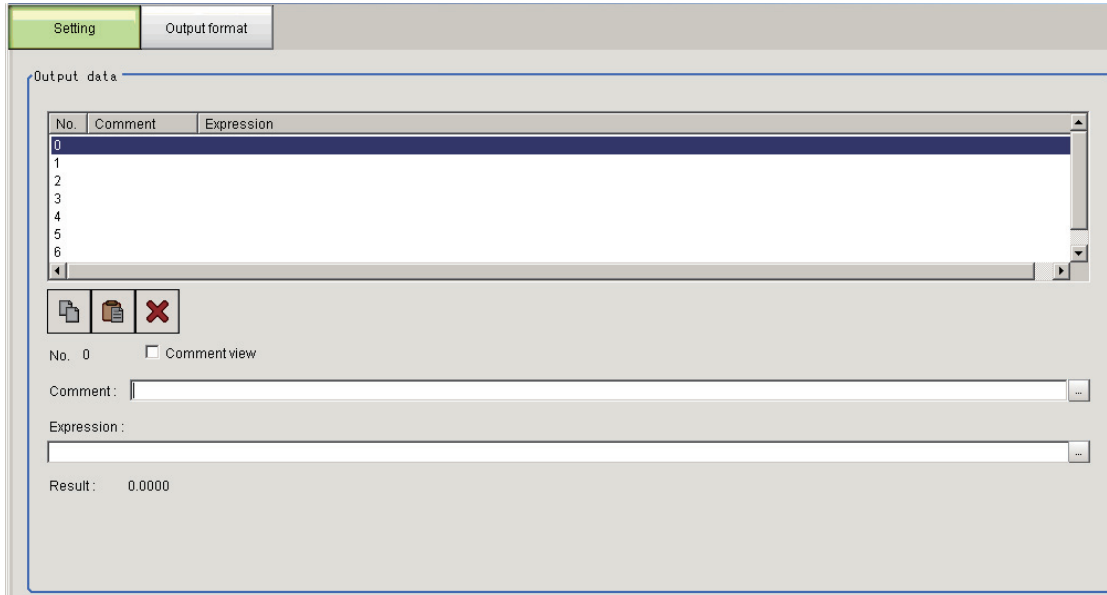 Setting Output format
Output data
No. Comment Expression
0
1
2
3
4
5
6
No. 0 Comment view
Comment :
...
Expression :
...
Result : 0.0000